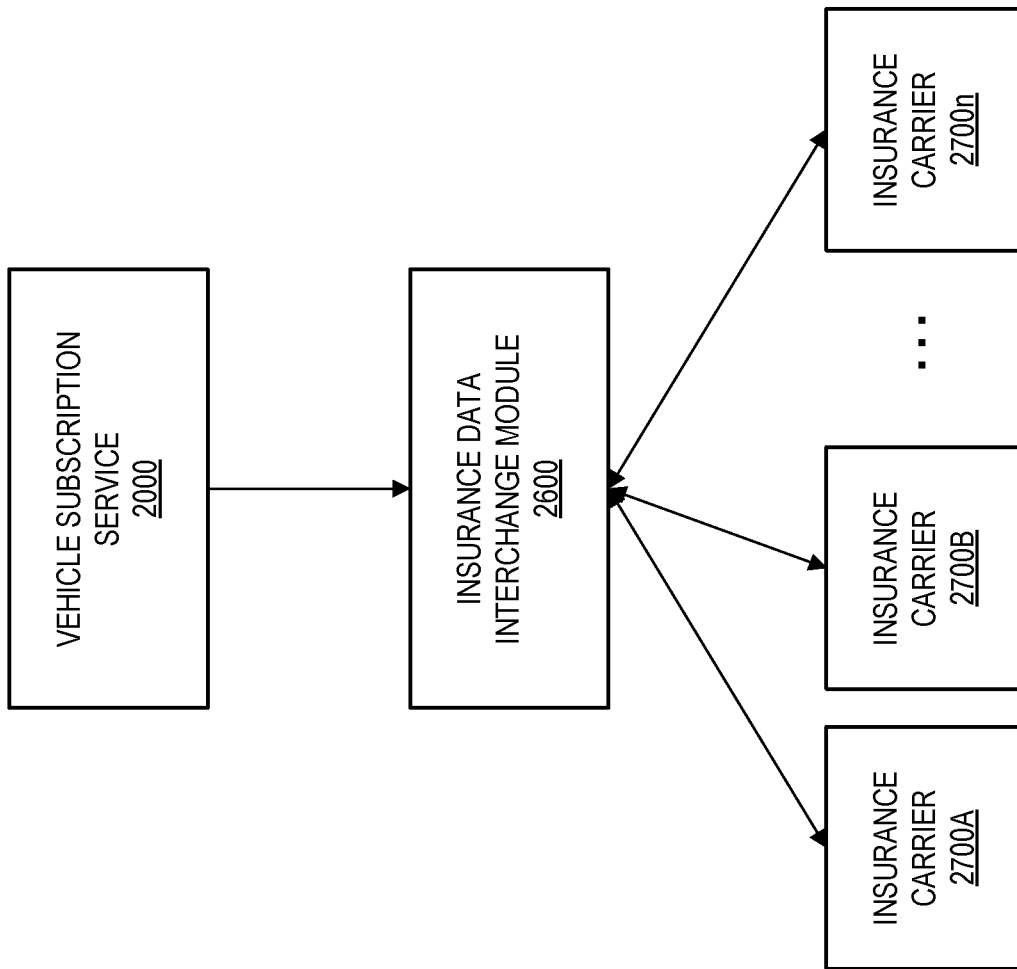 VEHICLE SUBSCRIPTION
SERVICE
2000
INSURANCE DATA
INTERCHANGE MODULE
2600
INSURANCE
CARRIER
2700A
INSURANCE
CARRIER
2700B
...
INSURANCE
CARRIER
2700n